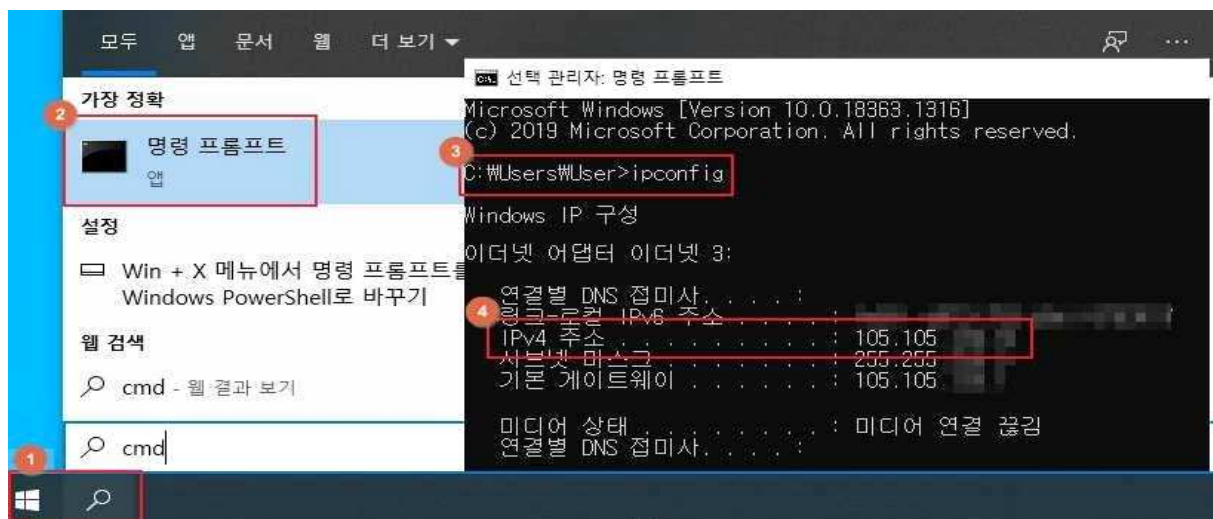 모두 앱 문서 웹 더 보기
가장 정확
2
명령 프롬프트
앱
설정
Win + X 메뉴에서 명령 프롬프트를
Windows PowerShell로 바꾸기
웹 검색
cmd - 웹 결과 보기
cmd
1
선택 관리자: 명령 프롬프트
Microsoft Windows [Version 10.0.18363.1316]
(c) 2019 Microsoft Corporation. All rights reserved.
3
C:₩Users₩User>ipconfig
Windows IP 구성
이더넷 어댑터 이더넷 3:
연결별 DNS 접미사. . . . :
4
링크-로컬 IPv6 주소 . . . . :
IPv4 주소 . . . . . . . . . : 105.105
서브넷 마스크 . . . . . . . : 255.255
기본 게이트웨이 . . . . . . : 105.105
미디어 상태 . . . . . . . . : 미디어 연결 끊김
연결별 DNS 접미사. . . . :